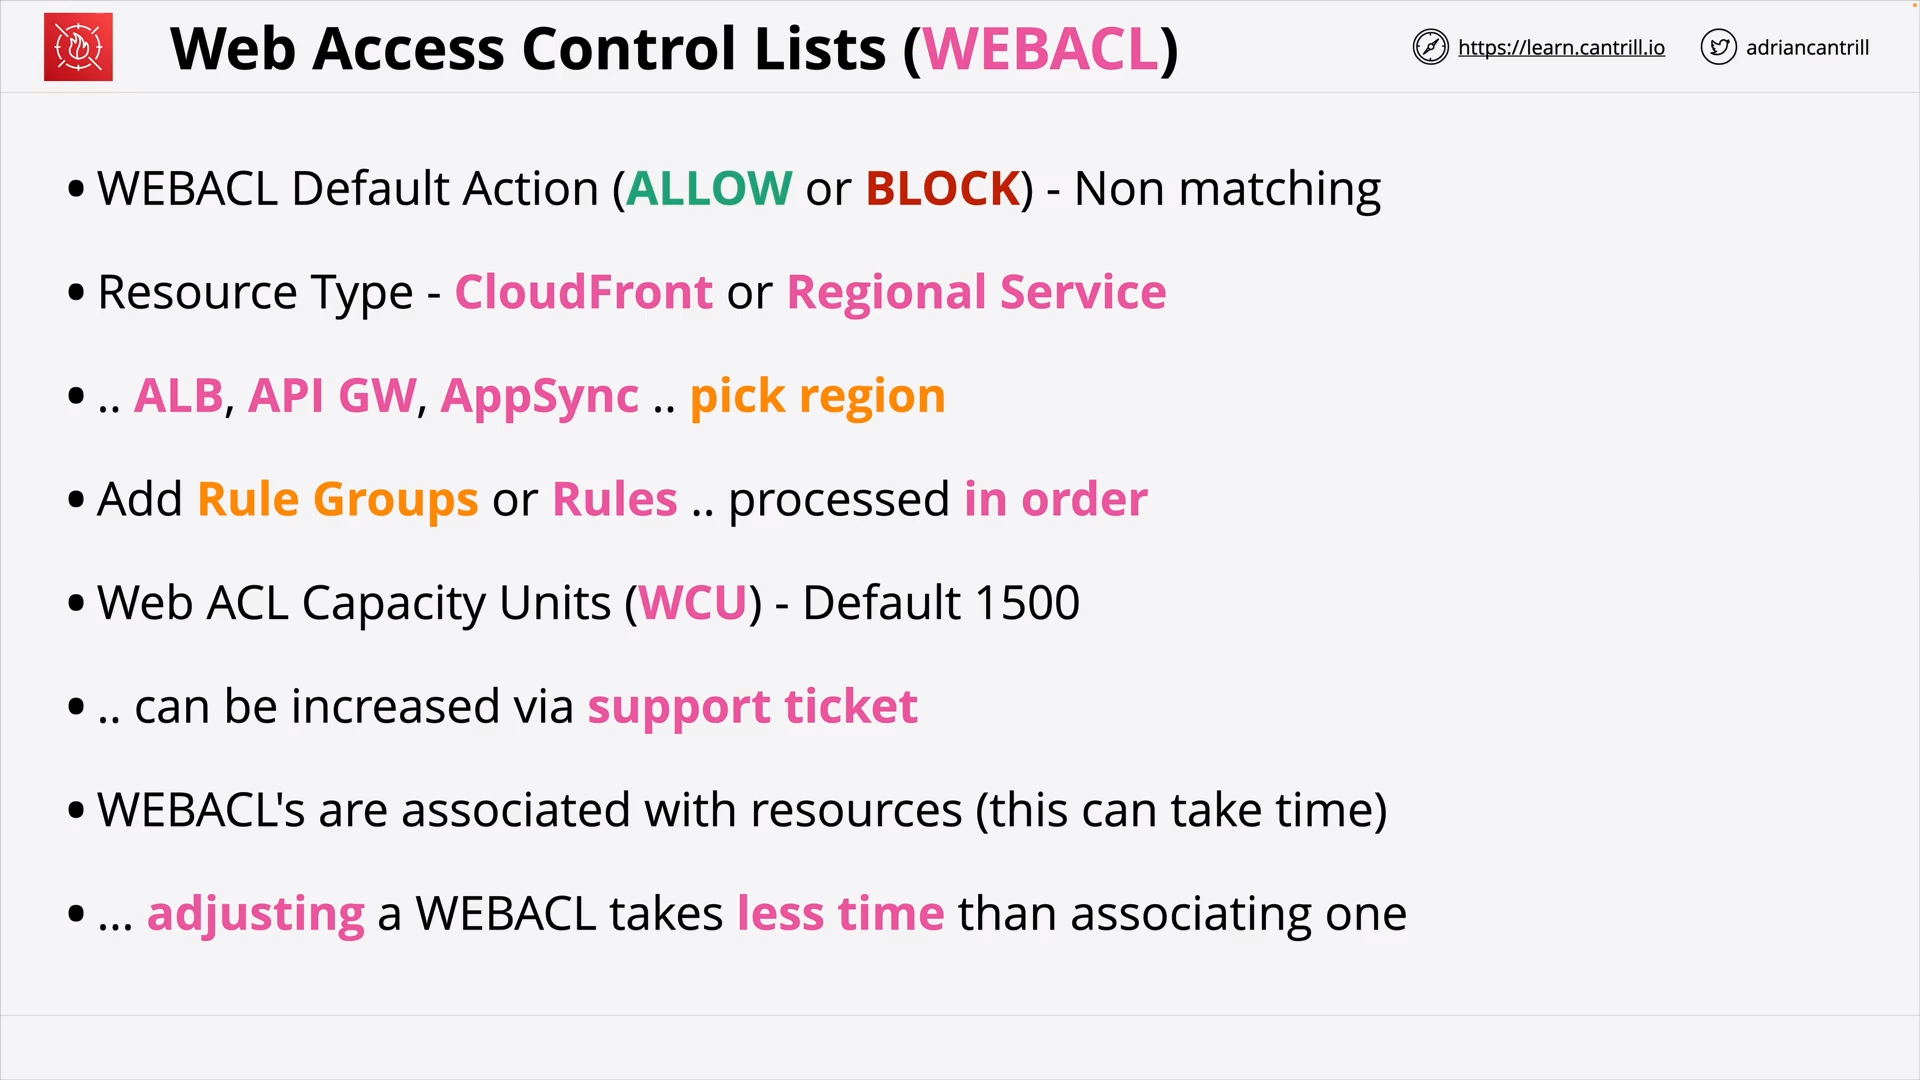 Web Access Control Lists (WEBACL)
https://learn.cantrill.io
adriancantrill
• WEBACL Default Action (ALLOW or BLOCK) - Non matching
• Resource Type - CloudFront or Regional Service
• .. ALB, API GW, AppSync .. pick region
• Add Rule Groups or Rules .. processed in order
• Web ACL Capacity Units (WCU) - Default 1500
• .. can be increased via support ticket
• WEBACL's are associated with resources (this can take time)
• ... adjusting a WEBACL takes less time than associating one